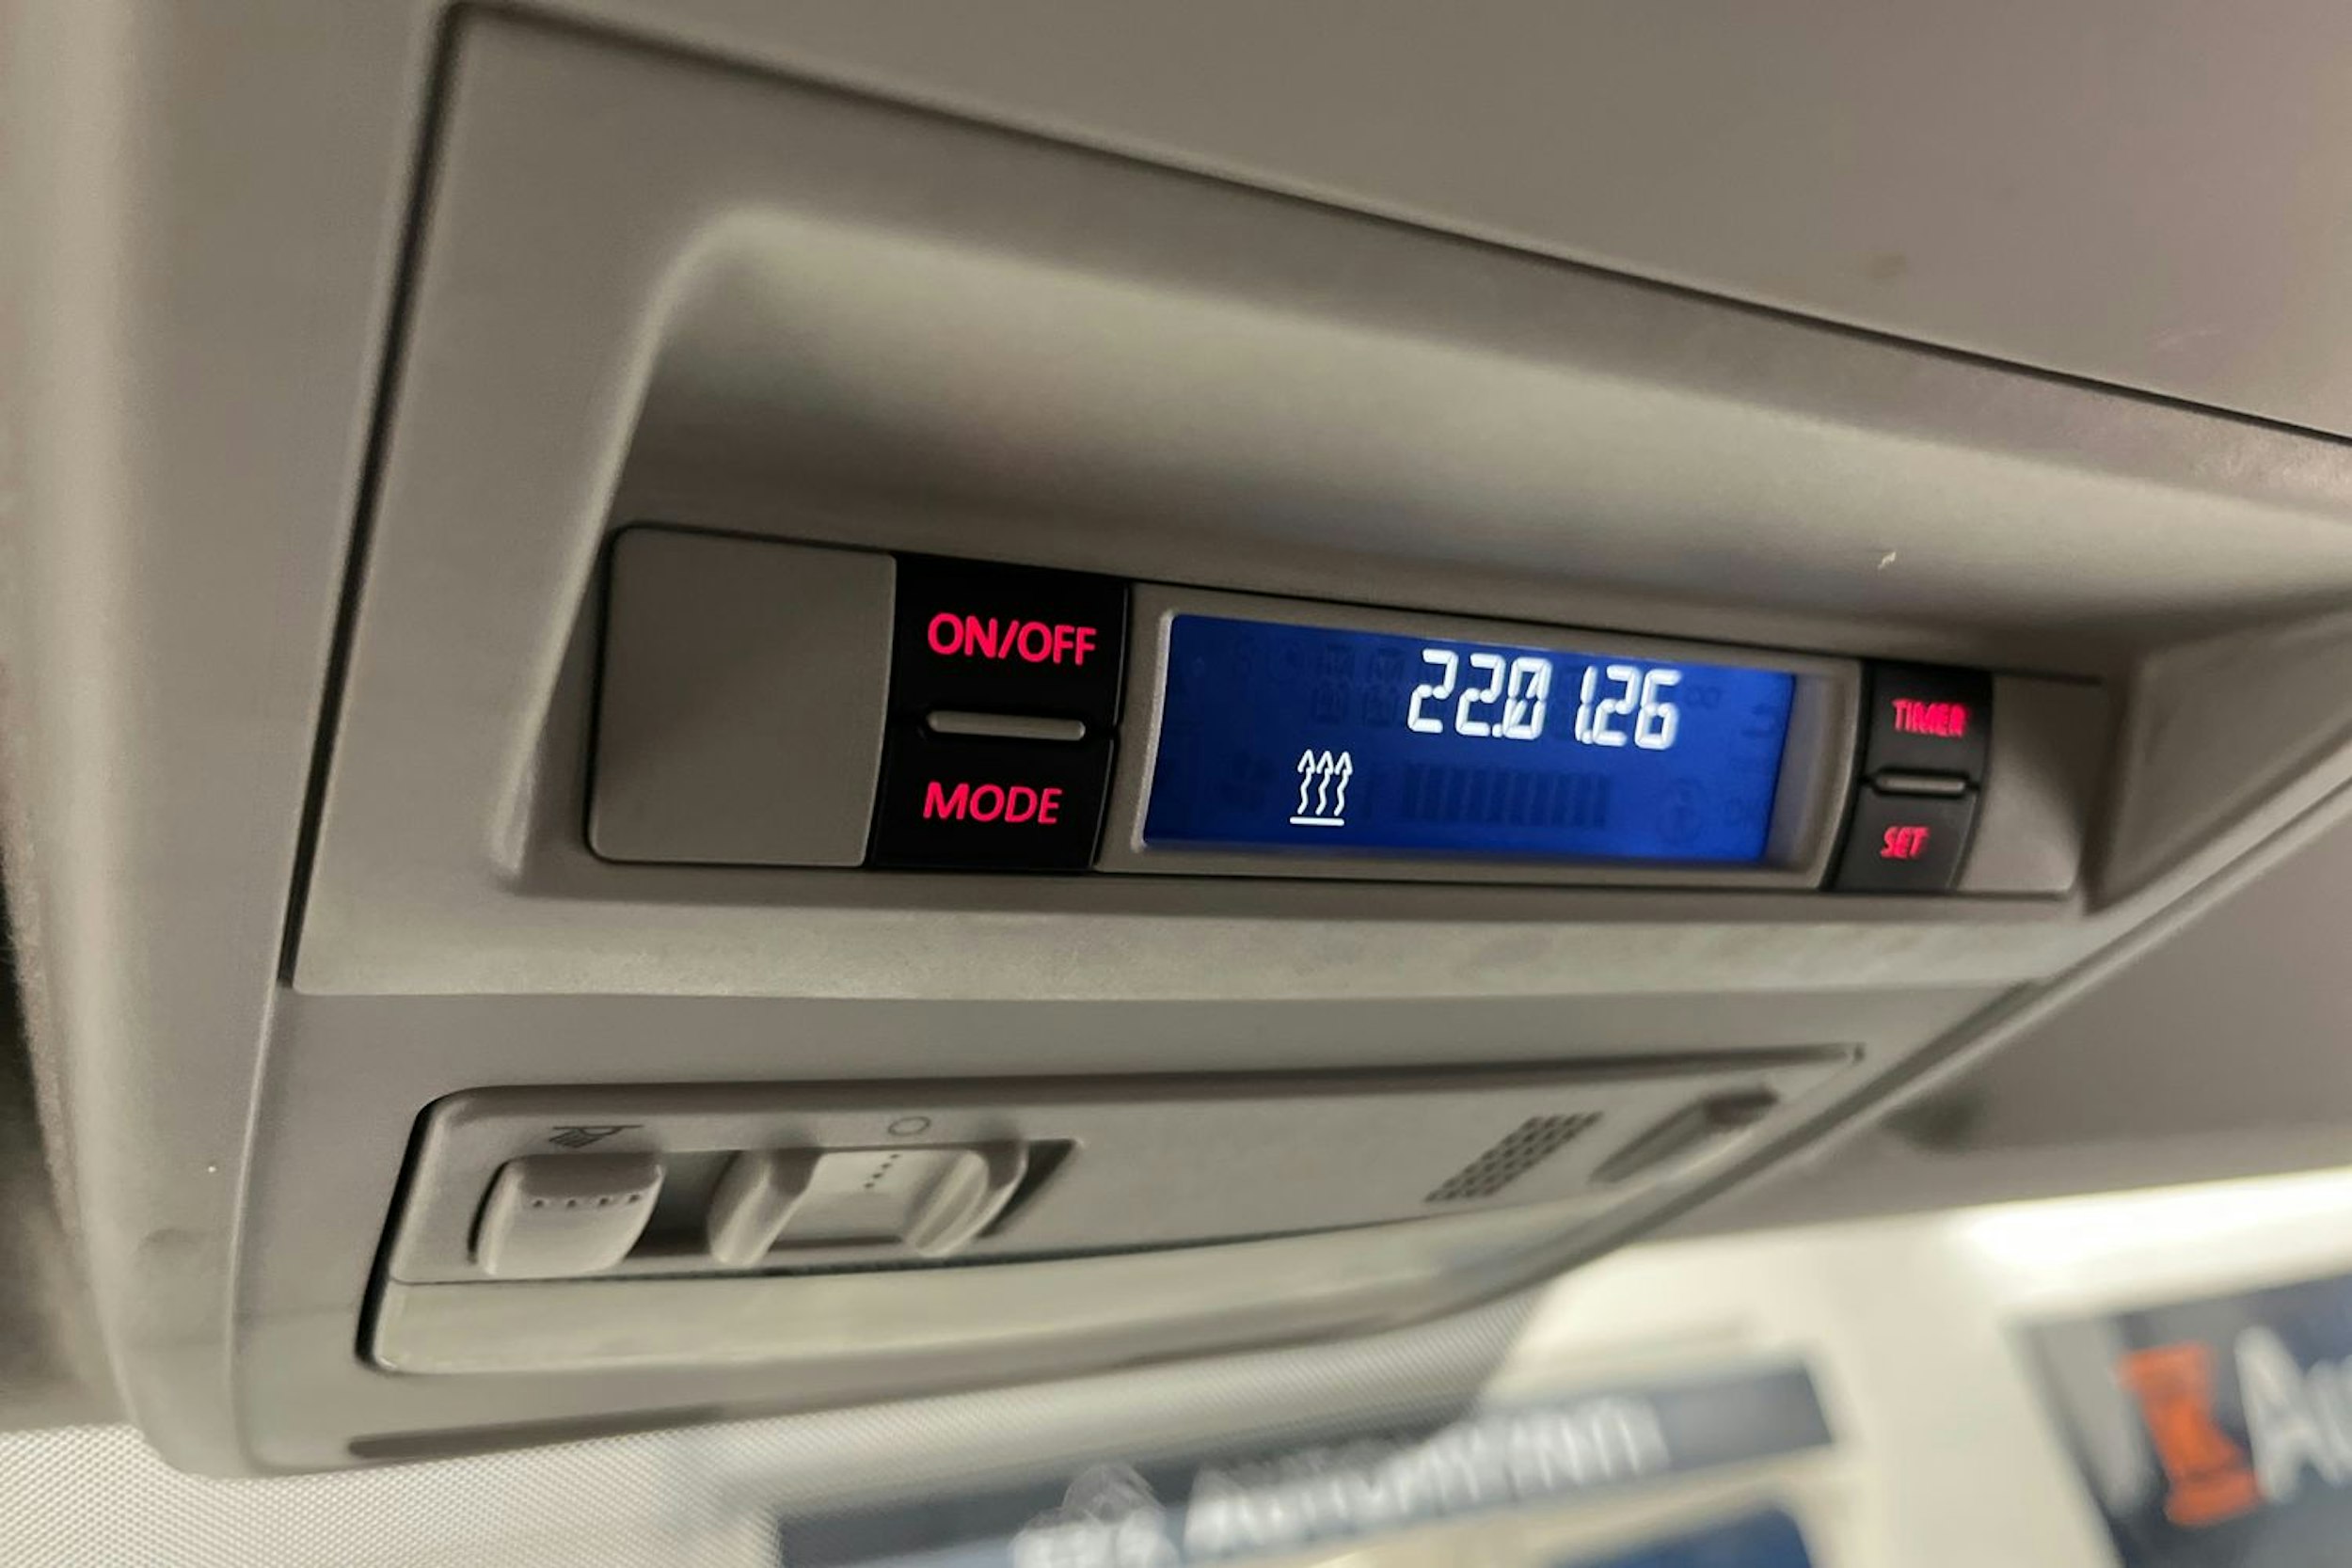 ON/OFF
22.01.26
TIMER
MODE
SET